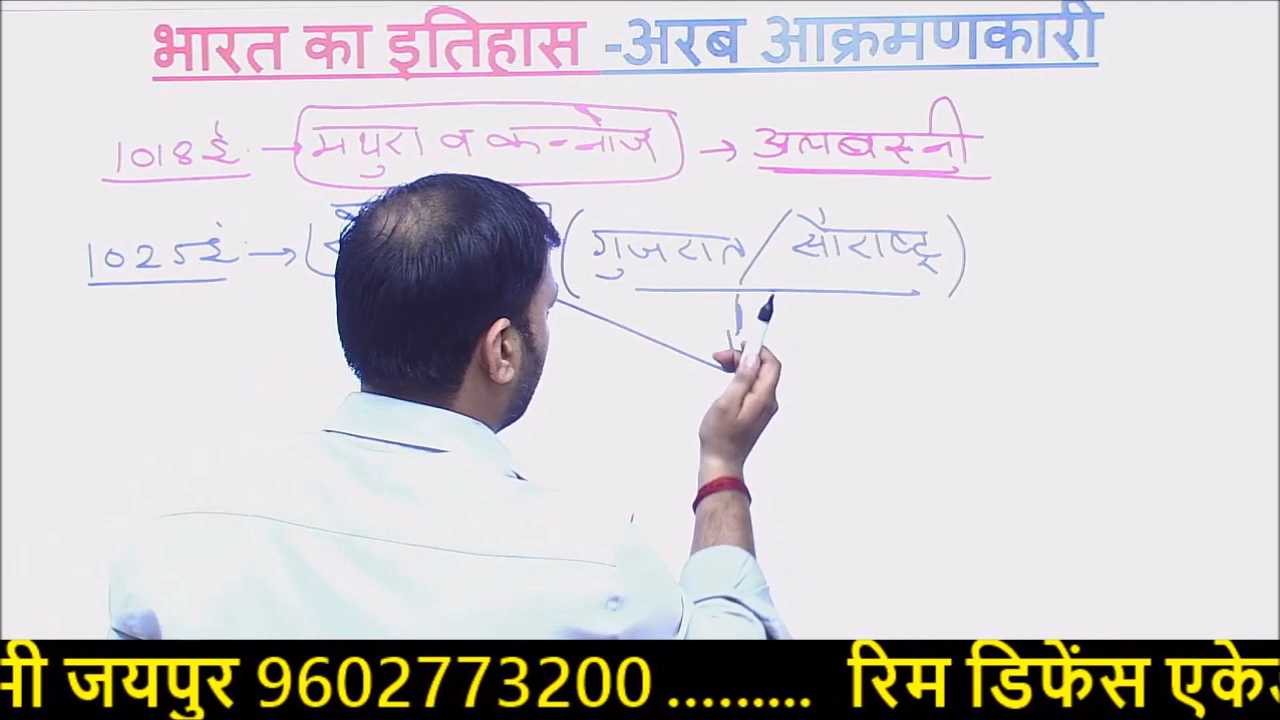 भारत का इतिहास -अरब आक्रमणकारी
1018 ई → मथुरा व कन्नौज → अलबरूनी
1025 ई → (गुजरात / सौराष्ट्र)
मी जयपुर 9602773200 ......... रिम डिफेंस एके